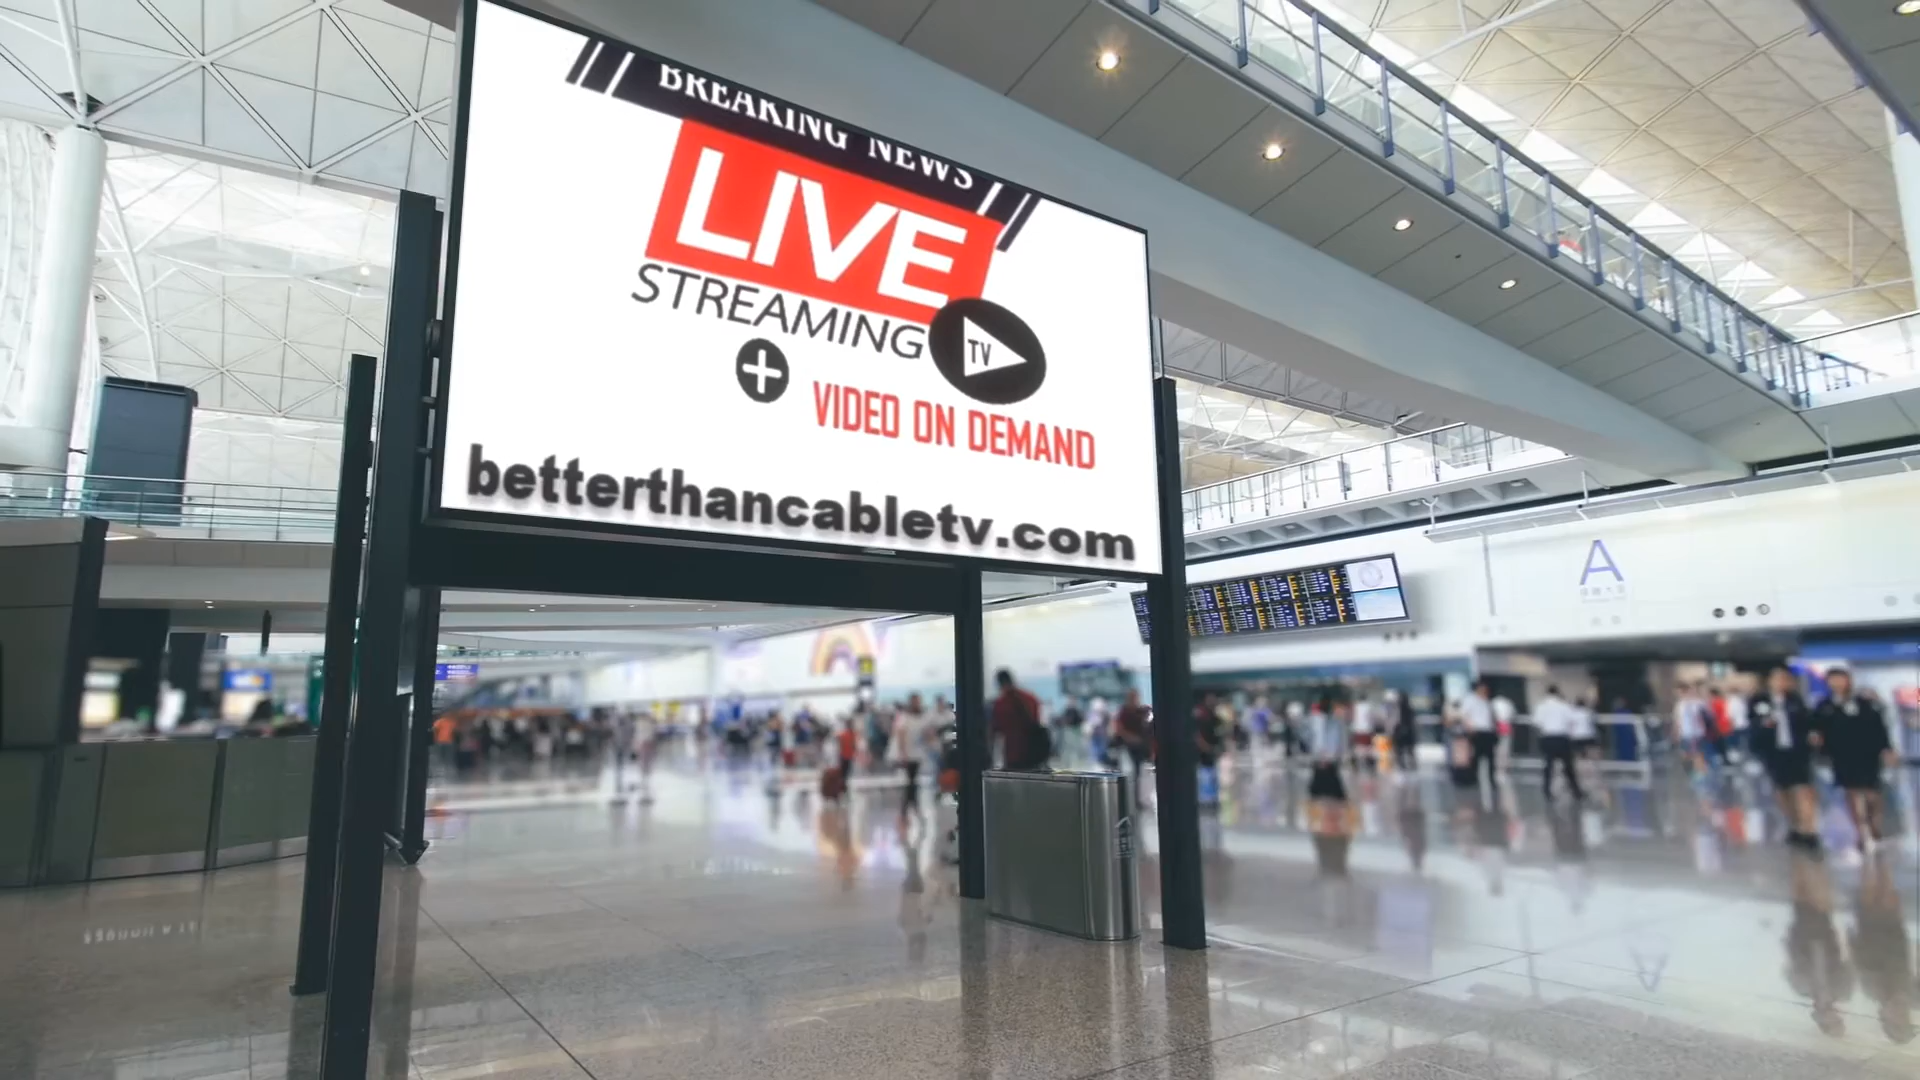 BREAKING NEWS
LIVE
STREAMING
TV
VIDEO ON DEMAND
betterthancabletv.com
A